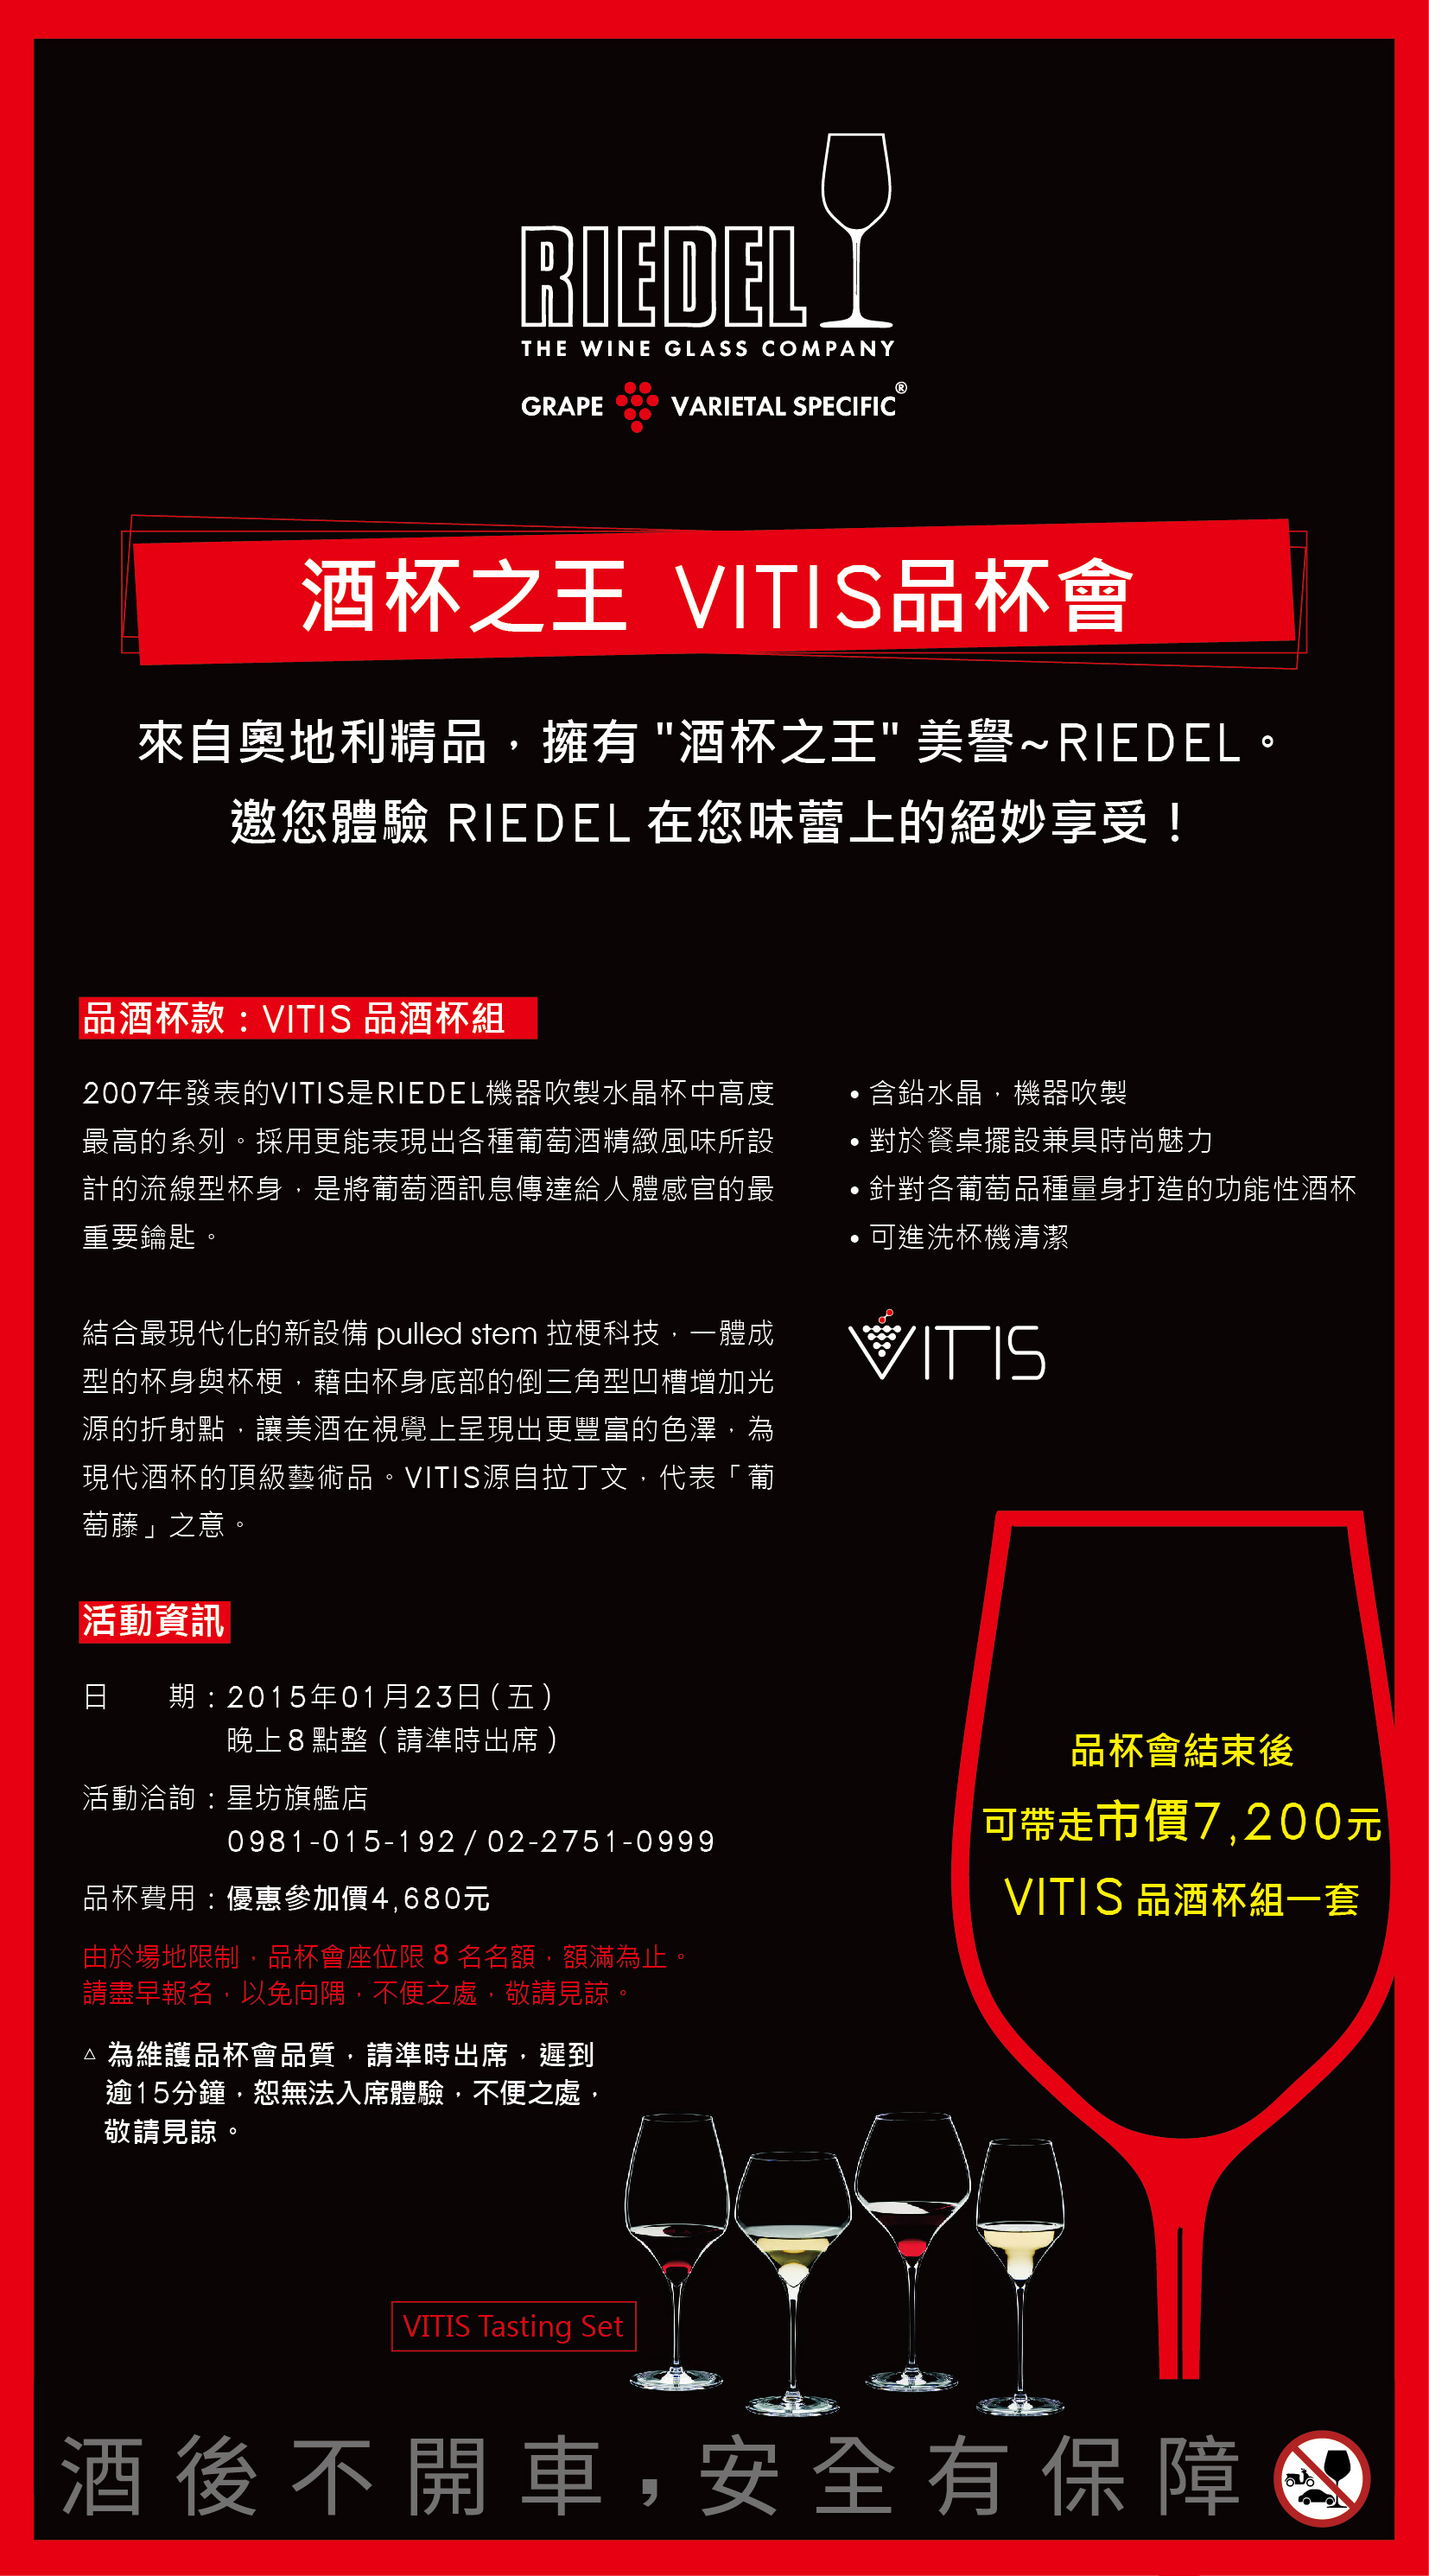 RIEDEL
THE WINE GLASS COMPANY
GRAPE VARIETAL SPECIFIC®
酒杯之王 VITIS品杯會
來自奧地利精品，擁有 "酒杯之王" 美譽~RIEDEL。
邀您體驗 RIEDEL 在您味蕾上的絕妙享受！
品酒杯款：VITIS 品酒杯組
2007年發表的VITIS是RIEDEL機器吹製水晶杯中高度
最高的系列。採用更能表現出各種葡萄酒精緻風味所設
計的流線型杯身，是將葡萄酒訊息傳達給人體感官的最
重要鑰匙。
結合最現代化的新設備 pulled stem 拉梗科技，一體成
型的杯身與杯梗，藉由杯身底部的倒三角型凹槽增加光
源的折射點，讓美酒在視覺上呈現出更豐富的色澤，為
現代酒杯的頂級藝術品。VITIS源自拉丁文，代表「葡
萄藤」之意。
• 含鉛水晶，機器吹製
• 對於餐桌擺設兼具時尚魅力
• 針對各葡萄品種量身打造的功能性酒杯
• 可進洗杯機清潔
VITIS
活動資訊
日　　期：2015年01月23日（五）
晚上8點整（請準時出席）
活動洽詢：星坊旗艦店
0981-015-192 / 02-2751-0999
品杯費用：優惠參加價4,680元
由於場地限制，品杯會座位限 8 名名額，額滿為止。
請盡早報名，以免向隅，不便之處，敬請見諒。
△ 為維護品杯會品質，請準時出席，遲到
逾15分鐘，恕無法入席體驗，不便之處，
敬請見諒。
品杯會結束後
可帶走市價7,200元
VITIS 品酒杯組一套
VITIS Tasting Set
酒後不開車，安全有保障